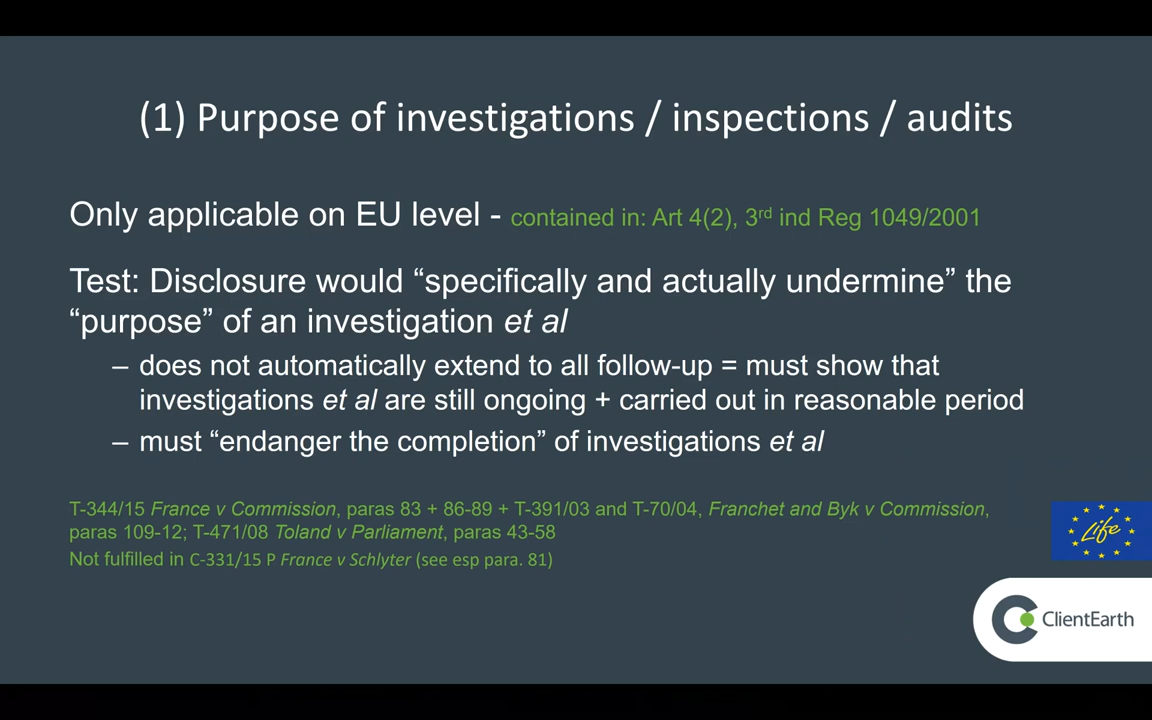 (1) Purpose of investigations / inspections / audits
Only applicable on EU level - contained in: Art 4(2), 3rd ind Reg 1049/2001
Test: Disclosure would “specifically and actually undermine” the
“purpose” of an investigation et al
– does not automatically extend to all follow-up = must show that
investigations et al are still ongoing + carried out in reasonable period
– must “endanger the completion” of investigations et al
T-344/15 France v Commission, paras 83 + 86-89 + T-391/03 and T-70/04, Franchet and Byk v Commission,
paras 109-12; T-471/08 Toland v Parliament, paras 43-58
Not fulfilled in C-331/15 P France v Schlyter (see esp para. 81)
Life
ClientEarth